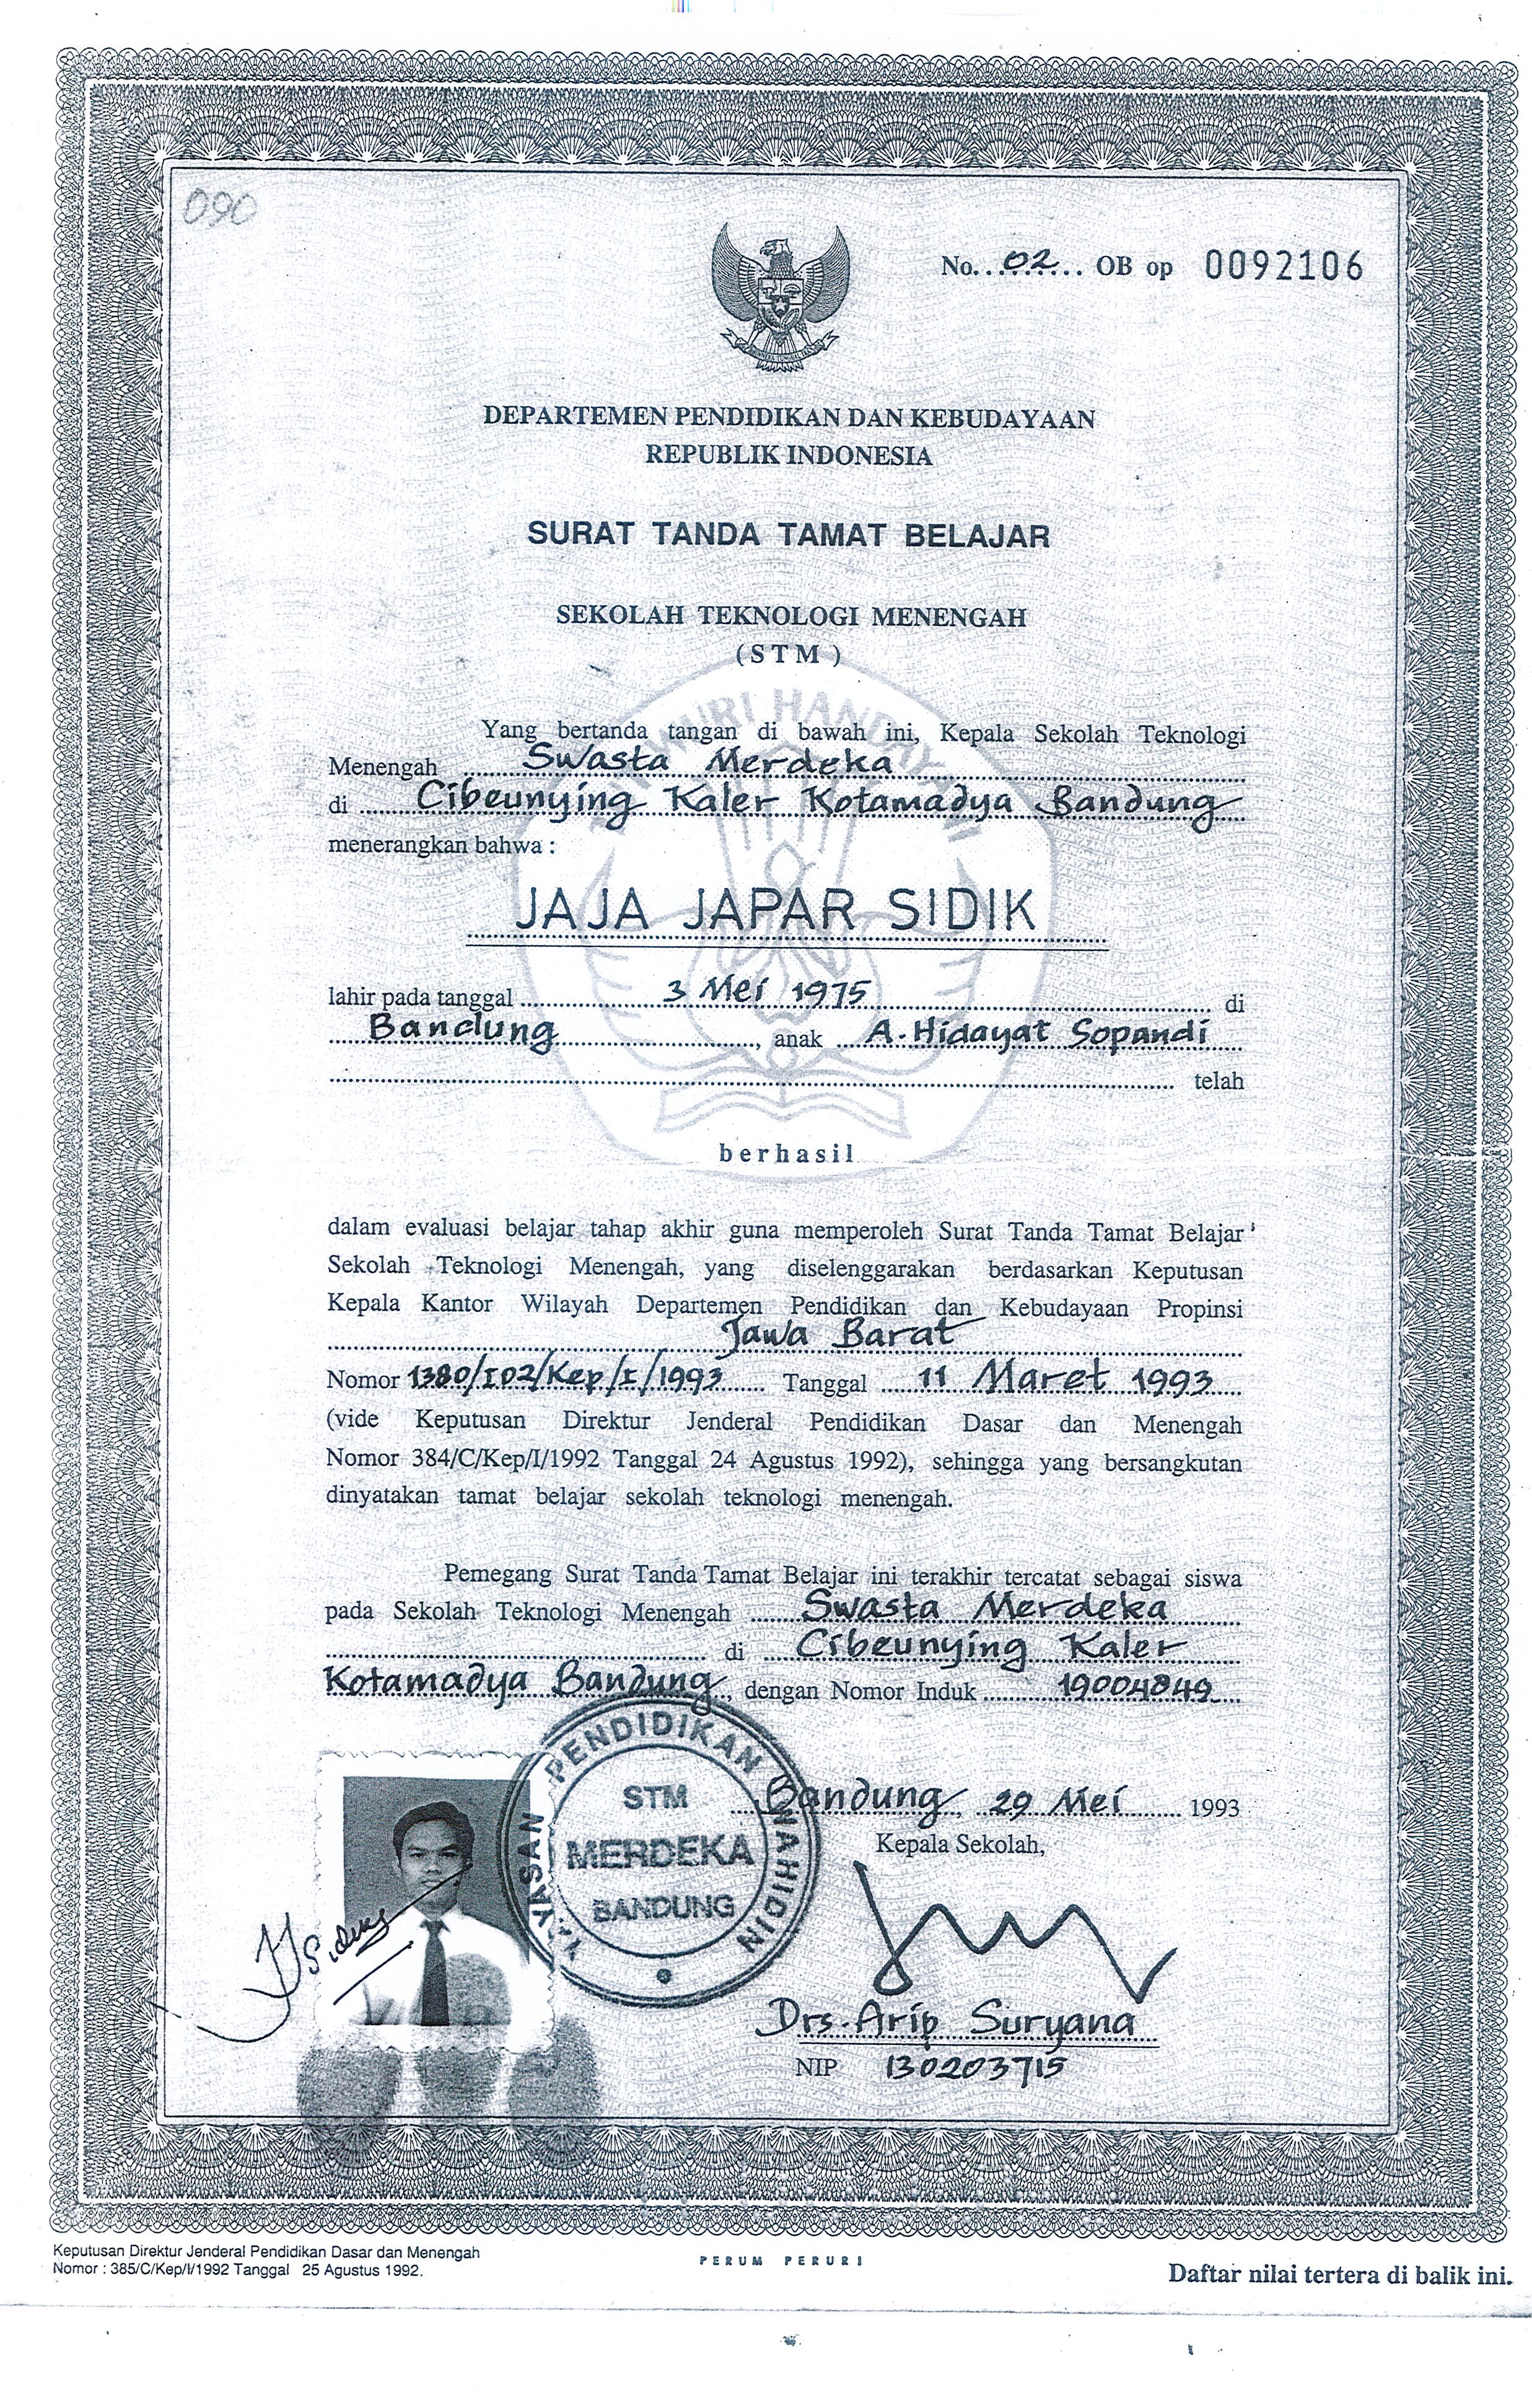 090
No. 02 OB op 0092106
DEPARTEMEN PENDIDIKAN DAN KEBUDAYAAN
REPUBLIK INDONESIA
SURAT TANDA TAMAT BELAJAR
SEKOLAH TEKNOLOGI MENENGAH
(STM)
Yang bertanda tangan di bawah ini, Kepala Sekolah Teknologi
Menengah Swasta Merdeka
di Cibeunying Kaler Kotamadya Bandung
menerangkan bahwa :
JAJA JAPAR SIDIK
lahir pada tanggal 3 Mei 1975 di
Bandung, anak A. Hidayat Sopandi
telah
berhasil
dalam evaluasi belajar tahap akhir guna memperoleh Surat Tanda Tamat Belajar
Sekolah Teknologi Menengah, yang diselenggarakan berdasarkan Keputusan
Kepala Kantor Wilayah Departemen Pendidikan dan Kebudayaan Propinsi
Jawa Barat
Nomor 1380/I02/Kep/I/1993 Tanggal 11 Maret 1993
(vide Keputusan Direktur Jenderal Pendidikan Dasar dan Menengah
Nomor 384/C/Kep/I/1992 Tanggal 24 Agustus 1992), sehingga yang bersangkutan
dinyatakan tamat belajar sekolah teknologi menengah.
Pemegang Surat Tanda Tamat Belajar ini terakhir tercatat sebagai siswa
pada Sekolah Teknologi Menengah Swasta Merdeka
di Cibeunying Kaler
Kotamadya Bandung, dengan Nomor Induk 19004849
YAYASAN PENDIDIKAN WAHIDIN
STM
MERDEKA
BANDUNG
Bandung, 29 Mei 1993
Kepala Sekolah,
Drs. Arip Suryana
NIP 130203715
Keputusan Direktur Jenderal Pendidikan Dasar dan Menengah
Nomor : 385/C/Kep/I/1992 Tanggal 25 Agustus 1992.
PERUM PERURI
Daftar nilai tertera di balik ini.